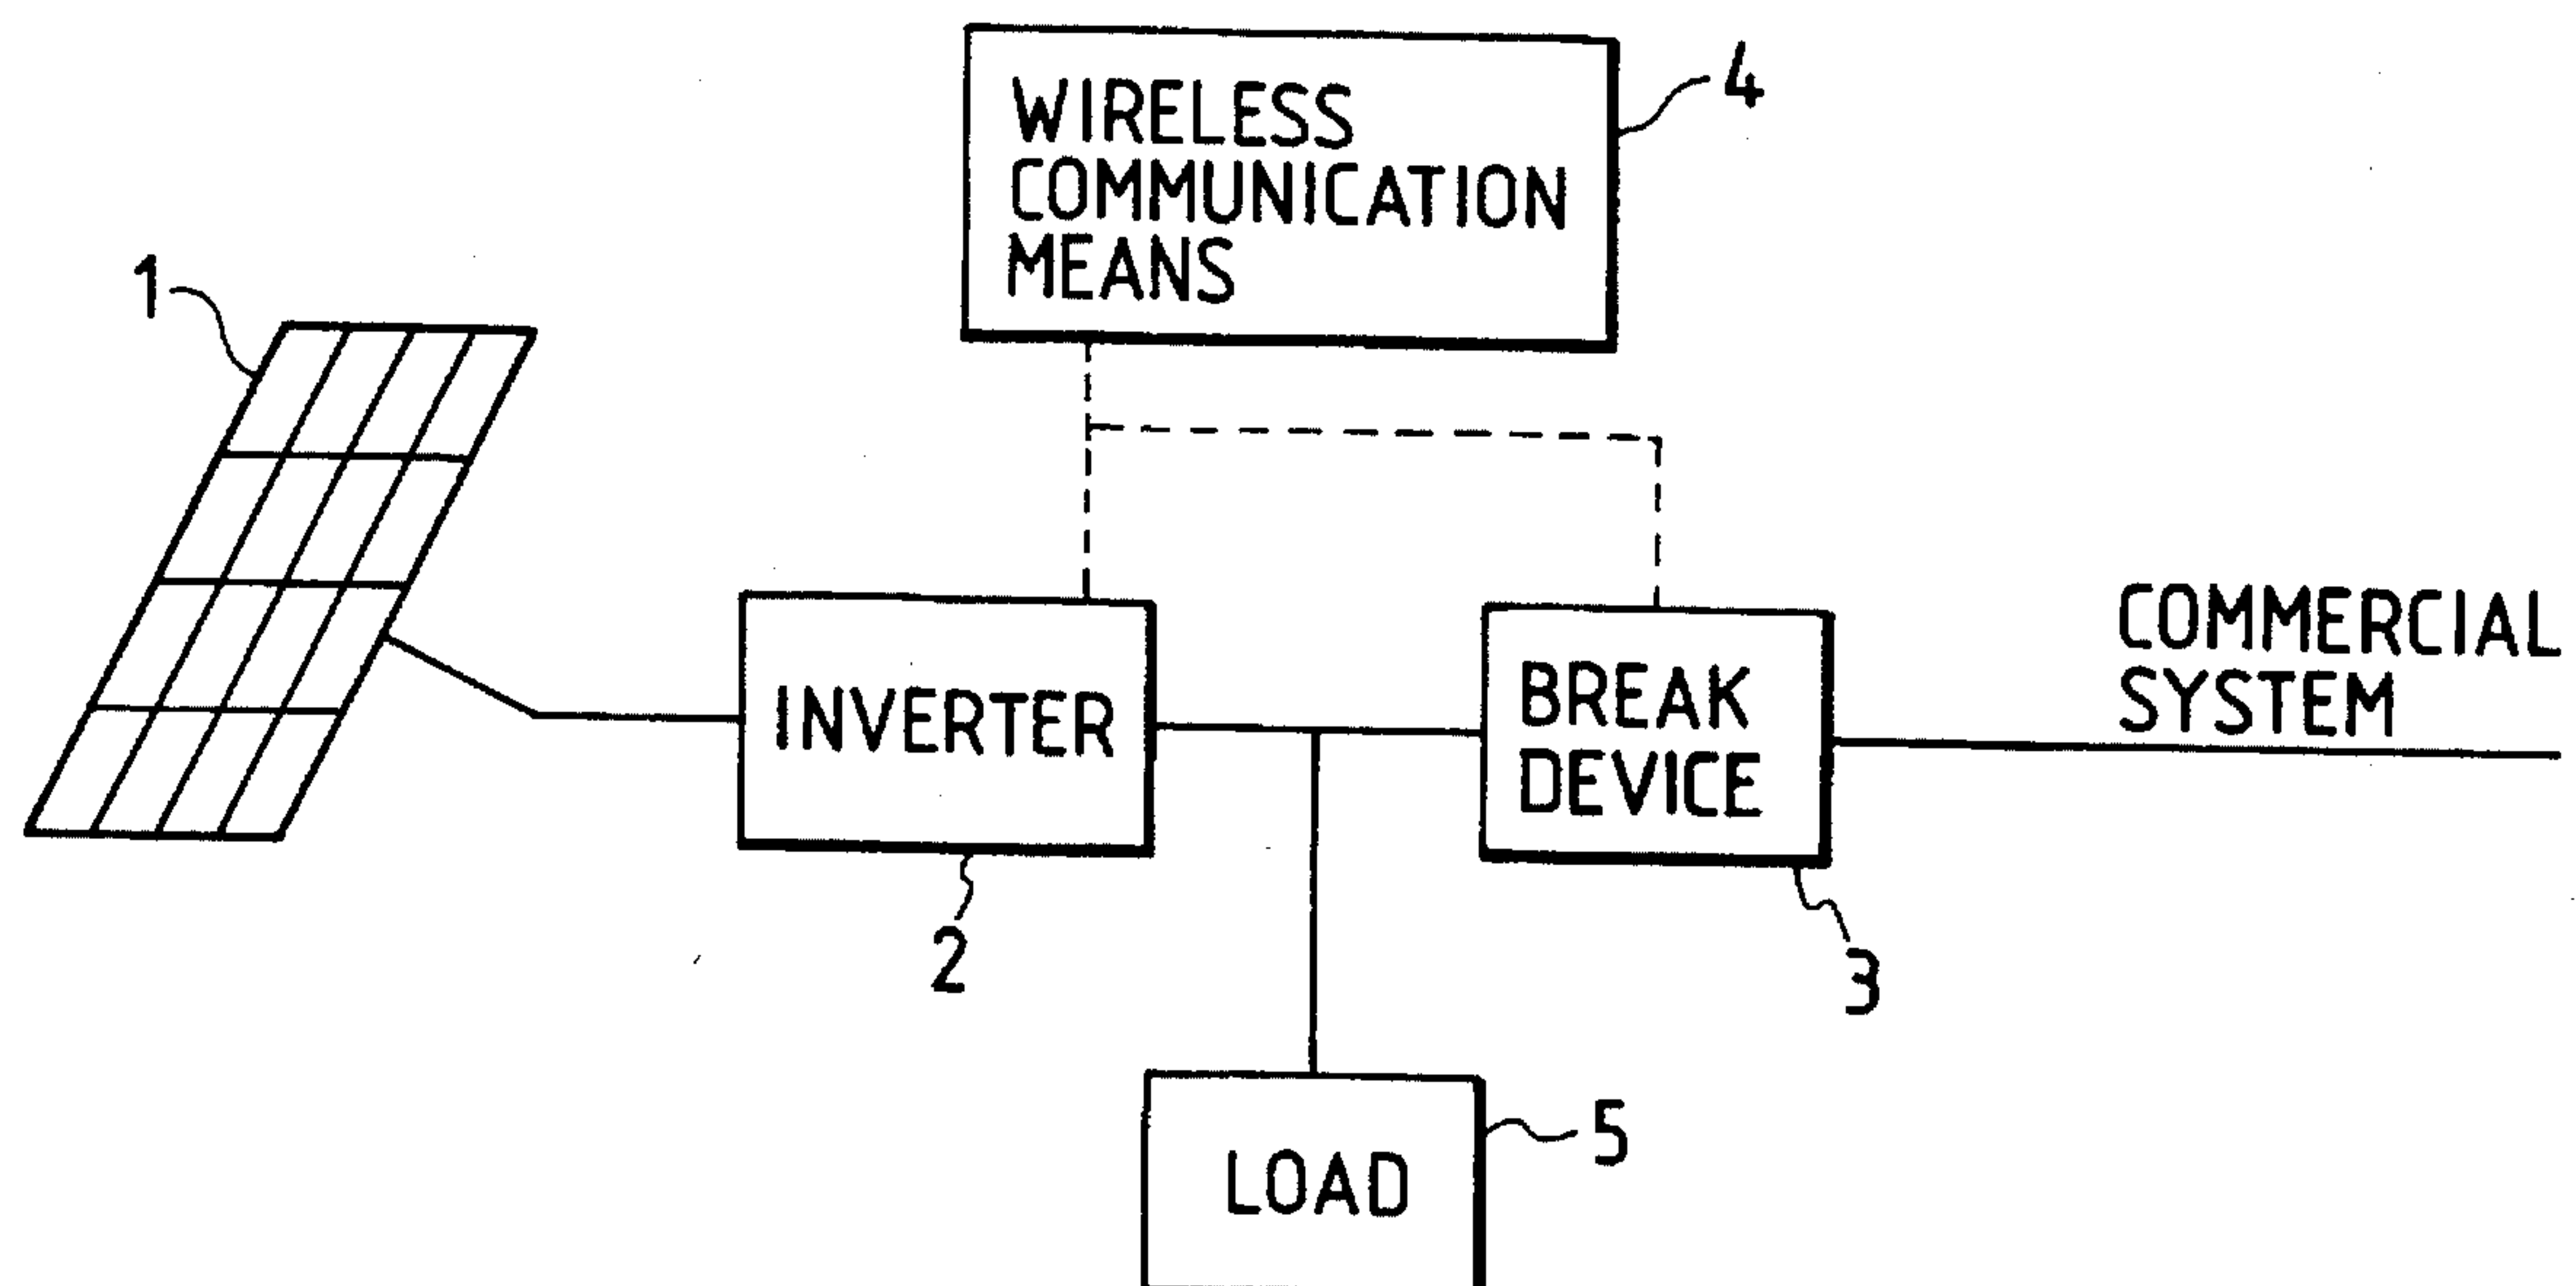 WIRELESS
COMMUNICATION
MEANS
4
1
INVERTER
2
BREAK
DEVICE
3
COMMERCIAL
SYSTEM
LOAD
5